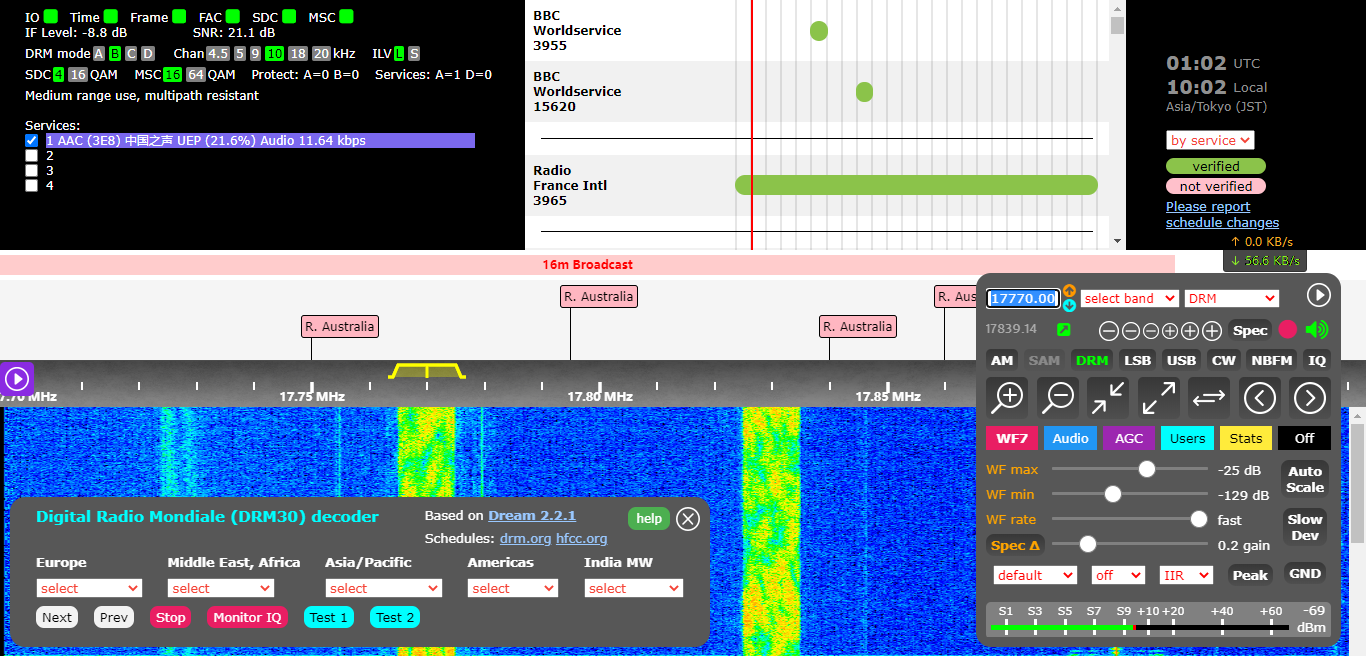 IO Time Frame FAC SDC MSC
IF Level: -8.8 dB SNR: 21.1 dB
DRM mode A B C D Chan 4.5 5 9 10 18 20 kHz ILV L S
SDC 4 16 QAM MSC 16 64 QAM Protect: A=0 B=0 Services: A=1 D=0
Medium range use, multipath resistant
Services:
1 AAC (3E8) 中国之声 UEP (21.6%) Audio 11.64 kbps
2
3
4
BBC
Worldservice
3955
BBC
Worldservice
15620
Radio
France Intl
3965
01:02 UTC
10:02 Local
Asia/Tokyo (JST)
by service
verified
not verified
Please report
schedule changes
↑ 0.0 KB/s
↓ 56.6 KB/s
16m Broadcast
R. Australia
R. Australia
R. Australia
R. Aus
7.70 MHz 17.75 MHz 17.80 MHz 17.85 MHz
17770.00 select band DRM
17839.14 Spec
AM SAM DRM LSB USB CW NBFM IQ
WF7 Audio AGC Users Stats Off
WF max -25 dB Auto Scale
WF min -129 dB
WF rate fast Slow Dev
Spec Δ 0.2 gain
default off IIR Peak GND
S1 S3 S5 S7 S9 +10 +20 +40 +60 -69
dBm
Digital Radio Mondiale (DRM30) decoder Based on Dream 2.2.1 help
Schedules: drm.org hfcc.org
Europe Middle East, Africa Asia/Pacific Americas India MW
select select select select select
Next Prev Stop Monitor IQ Test 1 Test 2